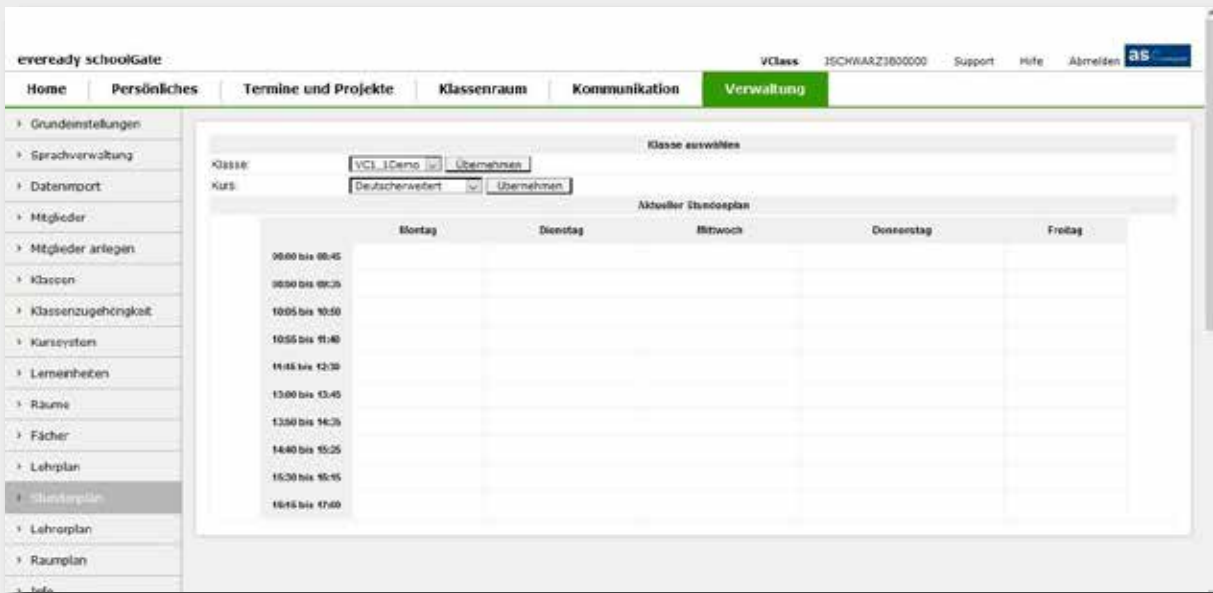 eveready schoolGate
VClass JSCHWARZ3800000 Support Hilfe Abmelden as
Home Persönliches Termine und Projekte Klassenraum Kommunikation Verwaltung
Grundeinstellungen
Sprachverwaltung
Datenimport
Mitglieder
Mitglieder anlegen
Klassen
Klassenzugehörigkeit
Kurssystem
Lerneinheiten
Räume
Fächer
Lehrplan
Stundenplan
Lehrerplan
Raumplan
Info
Klasse auswählen
Klasse: VC1_1Demo Übernehmen
Kurs: Deutscherweitert Übernehmen
Aktueller Stundenplan
Montag Dienstag Mittwoch Donnerstag Freitag
08:00 bis 08:45
08:50 bis 09:35
10:05 bis 10:50
10:55 bis 11:40
11:45 bis 12:30
13:00 bis 13:45
13:50 bis 14:35
14:40 bis 15:25
15:30 bis 16:15
16:15 bis 17:00